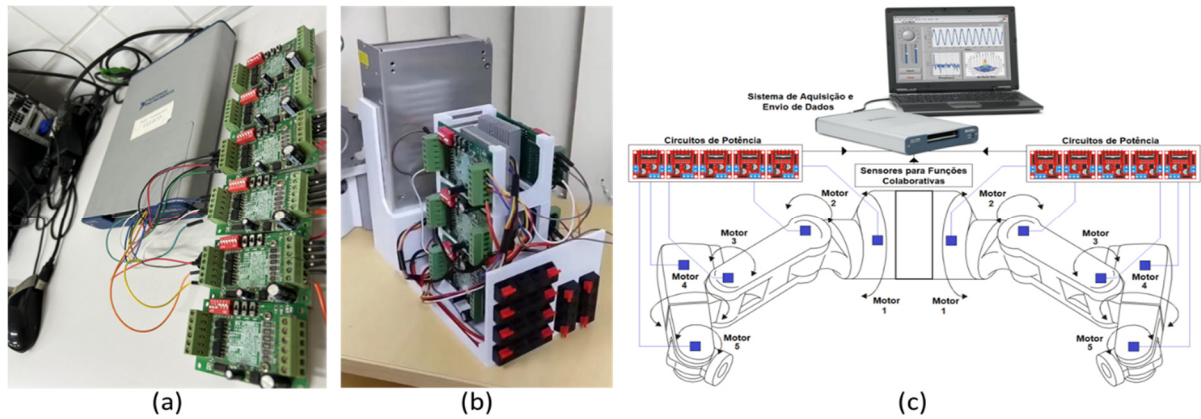 Sistema de Aquisição e
Envio de Dados
Circuitos de Potência
Circuitos de Potência
Sensores para Funções
Colaborativas
Motor
2
Motor
2
Motor
3
Motor
3
Motor
4
Motor
4
Motor
1
Motor
1
Motor
5
Motor
5
(a)
(b)
(c)